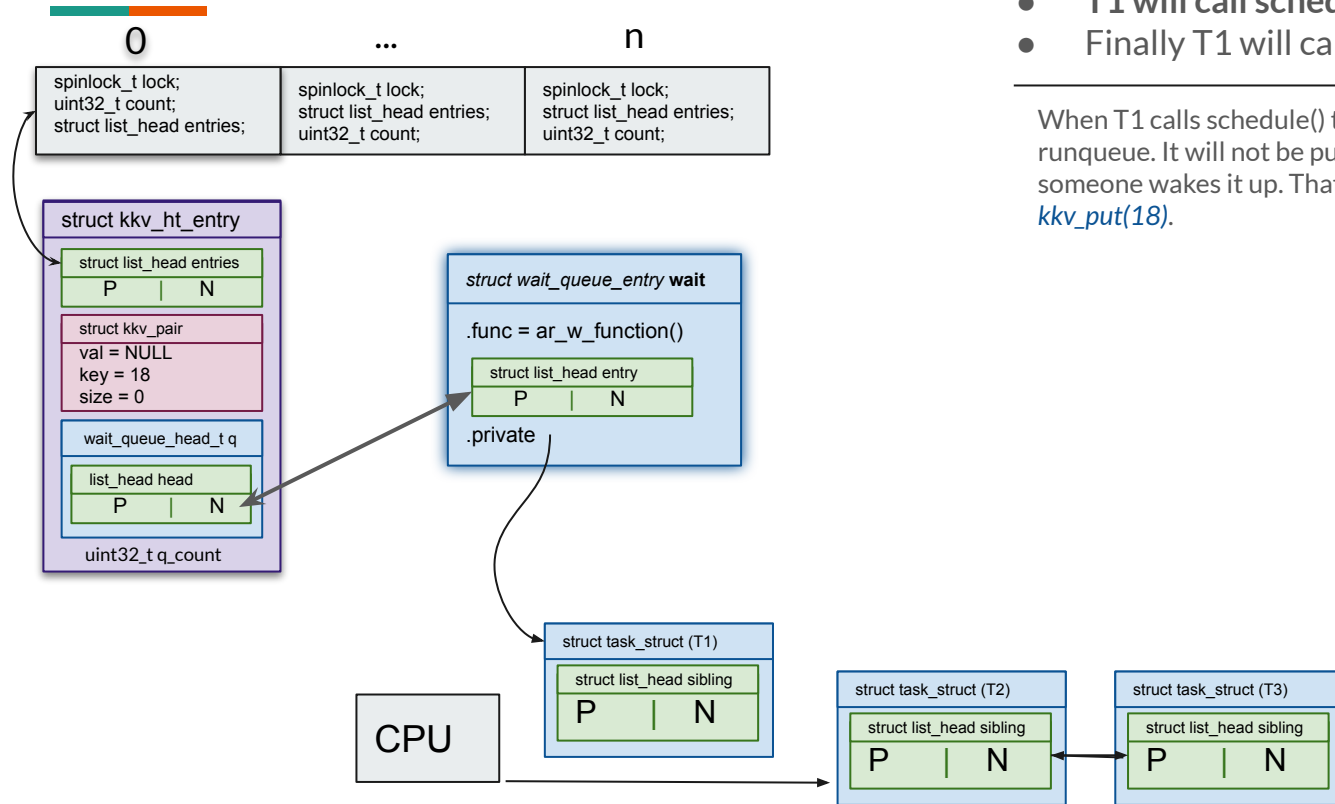 0
...
n
spinlock_t lock;
uint32_t count;
struct list_head entries;
spinlock_t lock;
struct list_head entries;
uint32_t count;
spinlock_t lock;
struct list_head entries;
uint32_t count;
● T1 will call sched
● Finally T1 will ca
When T1 calls schedule() t
runqueue. It will not be pu
someone wakes it up. That
kkv_put(18).
struct kkv_ht_entry
struct list_head entries
P | N
struct kkv_pair
val = NULL
key = 18
size = 0
wait_queue_head_t q
list_head head
P | N
uint32_t q_count
struct wait_queue_entry wait
.func = ar_w_function()
struct list_head entry
P | N
.private
struct task_struct (T1)
struct list_head sibling
P | N
CPU
struct task_struct (T2)
struct list_head sibling
P | N
struct task_struct (T3)
struct list_head sibling
P | N